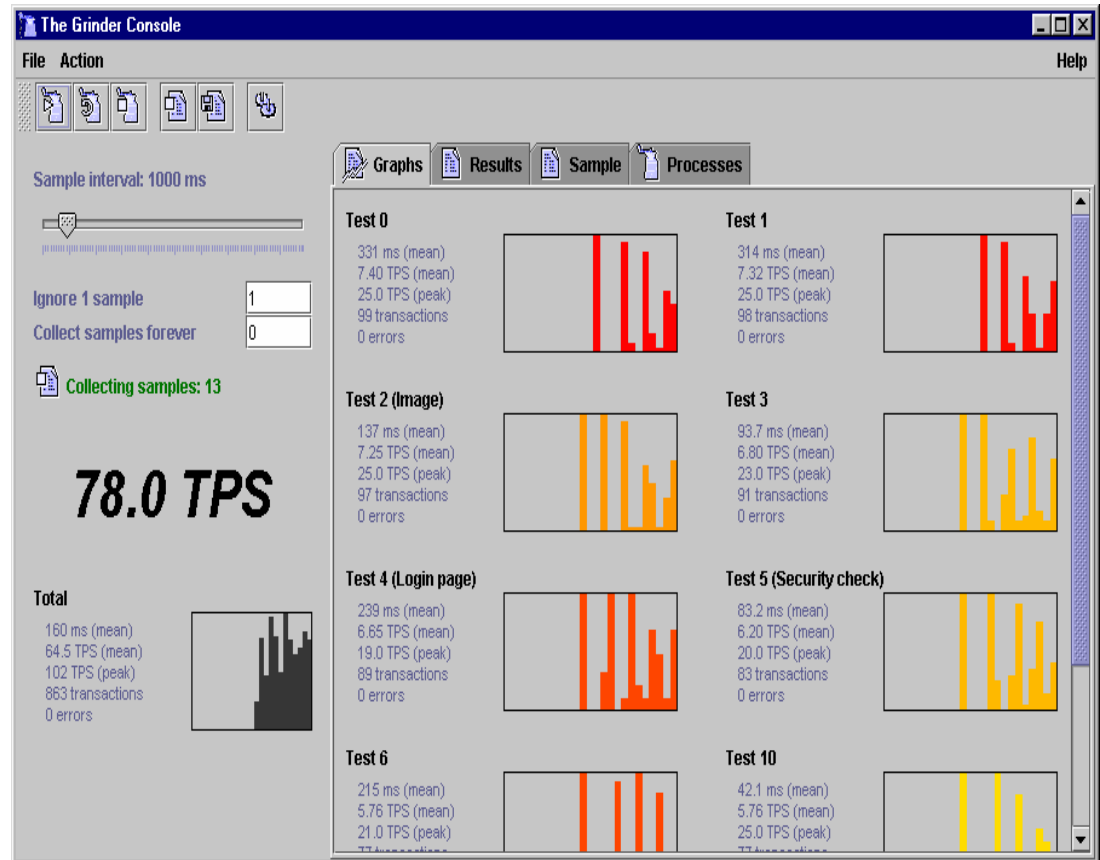 The Grinder Console
File Action Help
Graphs Results Sample Processes
Sample interval: 1000 ms
Ignore 1 sample 1
Collect samples forever 0
Collecting samples: 13
78.0 TPS
Total
160 ms (mean)
64.5 TPS (mean)
102 TPS (peak)
863 transactions
0 errors
Test 0
331 ms (mean)
7.40 TPS (mean)
25.0 TPS (peak)
99 transactions
0 errors
Test 1
314 ms (mean)
7.32 TPS (mean)
25.0 TPS (peak)
98 transactions
0 errors
Test 2 (Image)
137 ms (mean)
7.25 TPS (mean)
25.0 TPS (peak)
97 transactions
0 errors
Test 3
93.7 ms (mean)
6.80 TPS (mean)
23.0 TPS (peak)
91 transactions
0 errors
Test 4 (Login page)
239 ms (mean)
6.65 TPS (mean)
19.0 TPS (peak)
89 transactions
0 errors
Test 5 (Security check)
83.2 ms (mean)
6.20 TPS (mean)
20.0 TPS (peak)
83 transactions
0 errors
Test 6
215 ms (mean)
5.76 TPS (mean)
21.0 TPS (peak)
77 transactions
Test 10
42.1 ms (mean)
5.76 TPS (mean)
25.0 TPS (peak)
77 transactions